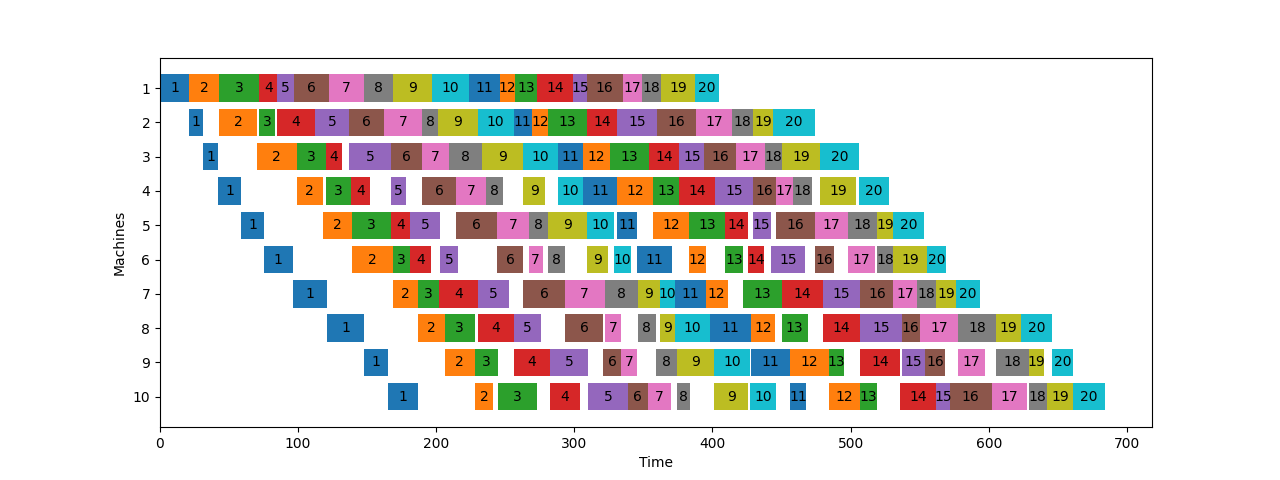 1 1 2 3 4 5 6 7 8 9 10 11 12 13 14 15 16 17 18 19 20
2 1 2 3 4 5 6 7 8 9 10 11 12 13 14 15 16 17 18 19 20
3 1 2 3 4 5 6 7 8 9 10 11 12 13 14 15 16 17 18 19 20
4 1 2 3 4 5 6 7 8 9 10 11 12 13 14 15 16 17 18 19 20
5 1 2 3 4 5 6 7 8 9 10 11 12 13 14 15 16 17 18 19 20
6 1 2 3 4 5 6 7 8 9 10 11 12 13 14 15 16 17 18 19 20
7 1 2 3 4 5 6 7 8 9 10 11 12 13 14 15 16 17 18 19 20
8 1 2 3 4 5 6 7 8 9 10 11 12 13 14 15 16 17 18 19 20
9 1 2 3 4 5 6 7 8 9 10 11 12 13 14 15 16 17 18 19 20
10 1 2 3 4 5 6 7 8 9 10 11 12 13 14 15 16 17 18 19 20
Machines
0 100 200 300 400 500 600 700
Time